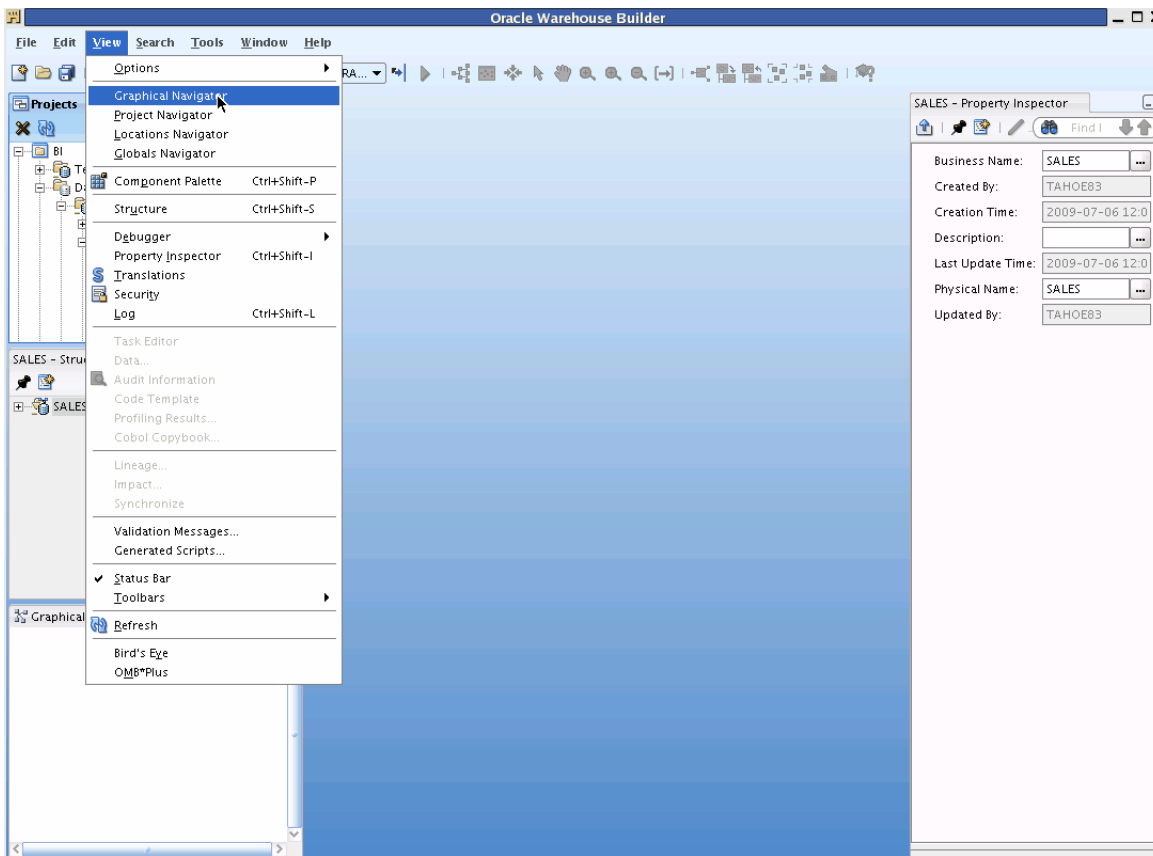 Oracle Warehouse Builder
File Edit View Search Tools Window Help
RA...
Projects
BI
Options
Graphical Navigator
Project Navigator
Locations Navigator
Globals Navigator
Component Palette Ctrl+Shift-P
Structure Ctrl+Shift-S
Debugger
Property Inspector Ctrl+Shift-I
Translations
Security
Log Ctrl+Shift-L
Task Editor
Data...
Audit Information
Code Template
Profiling Results...
Cobol Copybook...
Lineage...
Impact...
Synchronize
Validation Messages...
Generated Scripts...
Status Bar
Toolbars
Refresh
Bird's Eye
OMB*Plus
SALES - Stru
SALES
Graphical
SALES - Property Inspector
Find
Business Name: SALES ...
Created By: TAHOE83
Creation Time: 2009-07-06 12:0
Description: ...
Last Update Time: 2009-07-06 12:0
Physical Name: SALES ...
Updated By: TAHOE83